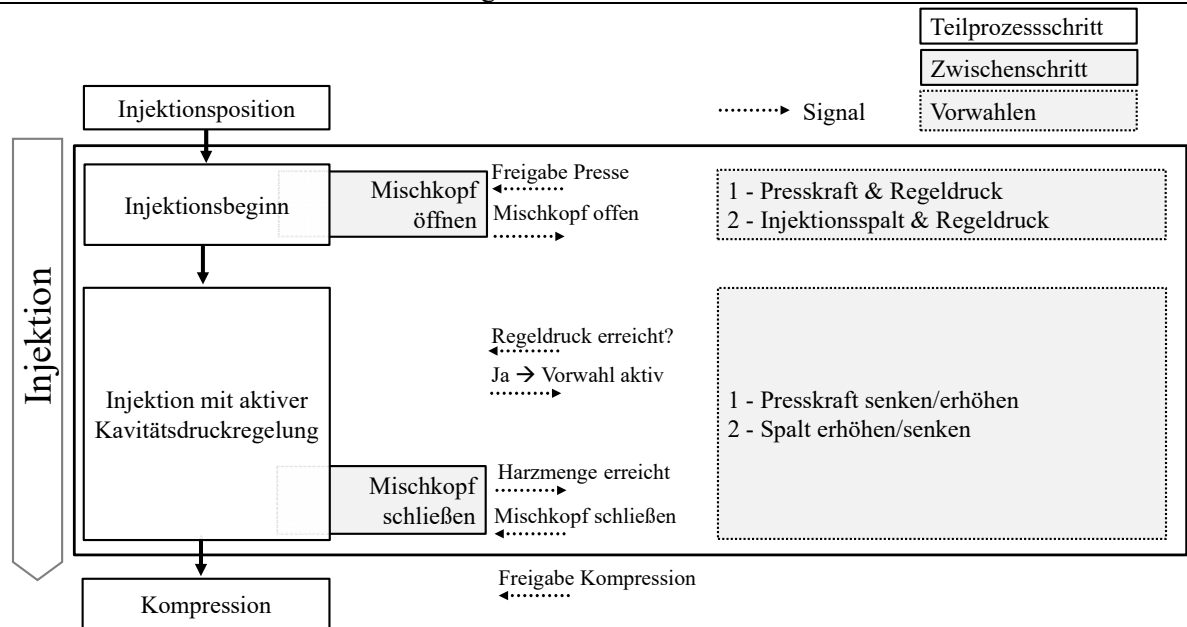 Teilprozessschritt
Zwischenschritt
Vorwahlen
Signal
Injektionsposition
Injektion
Injektionsbeginn
Mischkopf
öffnen
Freigabe Presse
Mischkopf offen
1 - Presskraft & Regeldruck
2 - Injektionsspalt & Regeldruck
Injektion mit aktiver
Kavitätsdruckregelung
Regeldruck erreicht?
Ja → Vorwahl aktiv
1 - Presskraft senken/erhöhen
2 - Spalt erhöhen/senken
Mischkopf
schließen
Harzmenge erreicht
Mischkopf schließen
Freigabe Kompression
Kompression